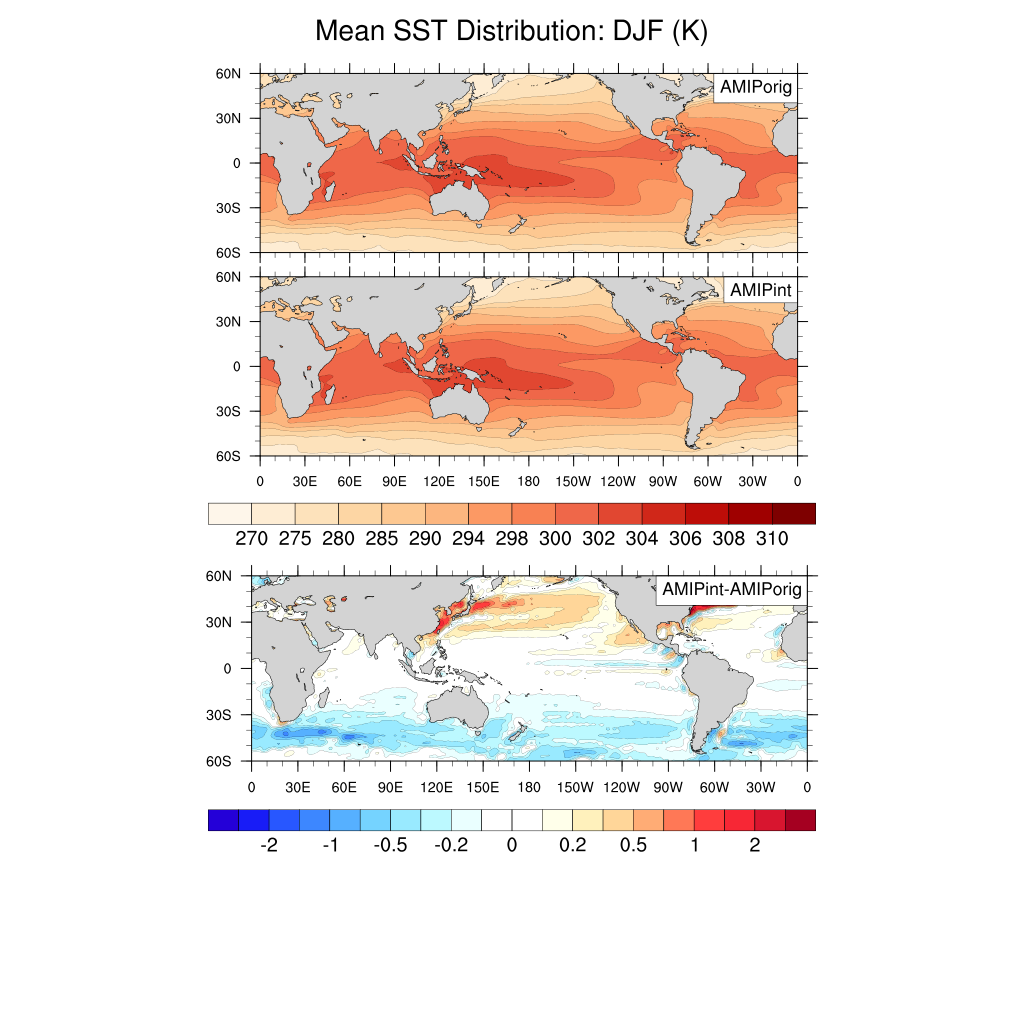 Mean SST Distribution: DJF (K)
60N
AMIPorig
30N
0
30S
60S
60N
AMIPint
30N
0
30S
60S
0 30E 60E 90E 120E 150E 180 150W 120W 90W 60W 30W 0
270 275 280 285 290 294 298 300 302 304 306 308 310
60N
AMIPint-AMIPorig
30N
0
30S
60S
0 30E 60E 90E 120E 150E 180 150W 120W 90W 60W 30W 0
-2 -1 -0.5 -0.2 0 0.2 0.5 1 2